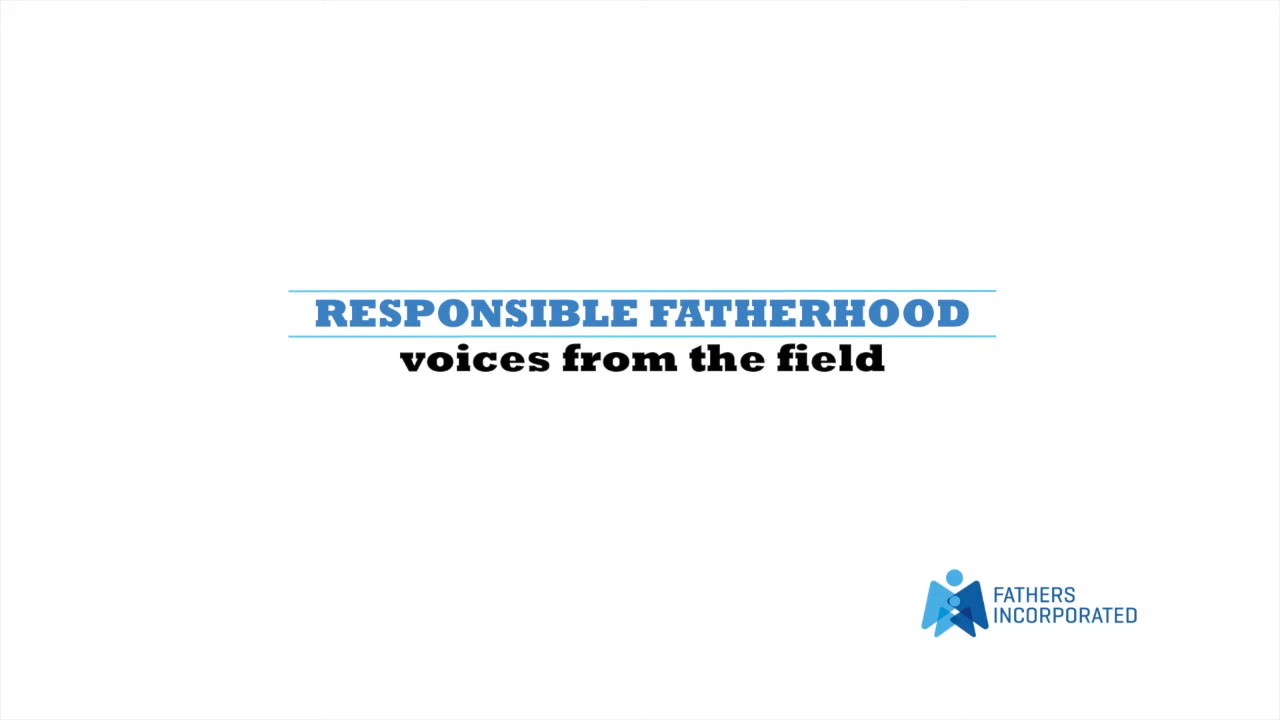 RESPONSIBLE FATHERHOOD
voices from the field
FATHERS
INCORPORATED